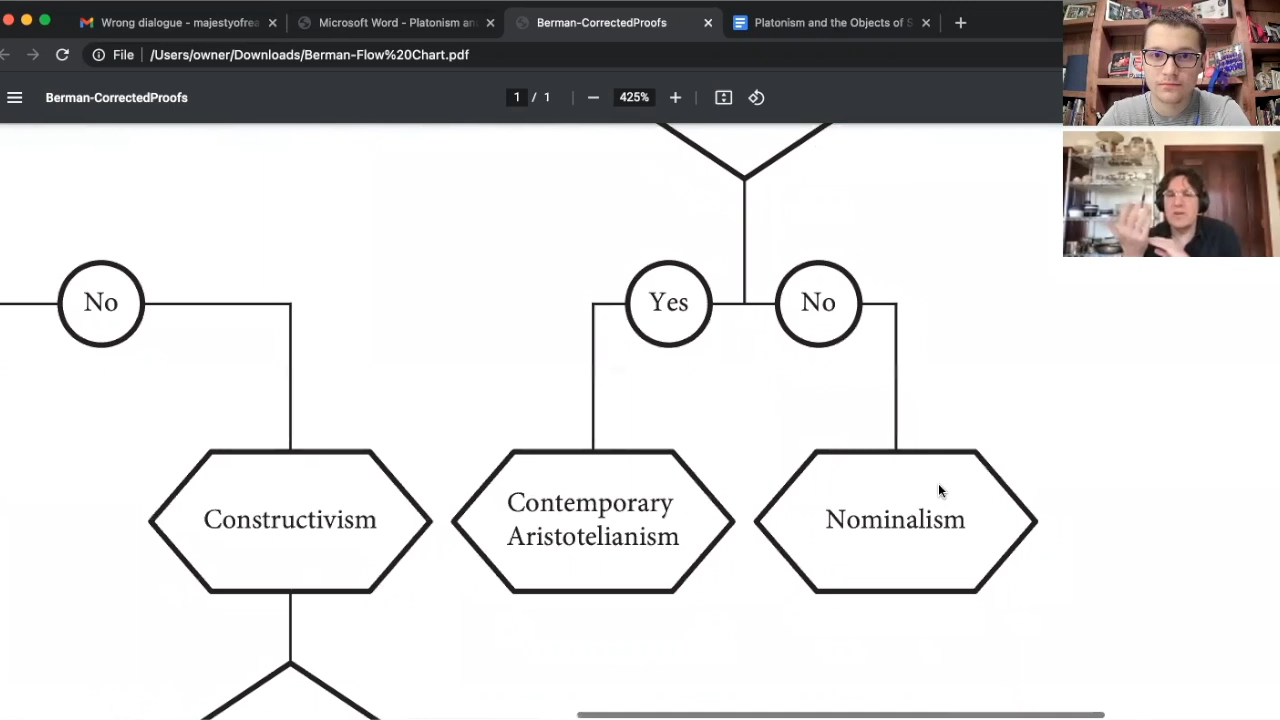 Wrong dialogue - majestyofrea
Microsoft Word - Platonism an
Berman-CorrectedProofs
Platonism and the Objects of S
File
/Users/owner/Downloads/Berman-Flow%20Chart.pdf
Berman-CorrectedProofs
1 / 1
425%
No
Yes
No
Constructivism
Contemporary
Aristotelianism
Nominalism